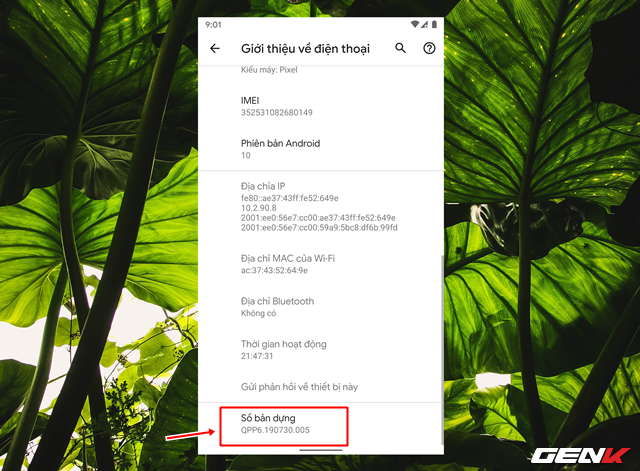 9:01
Giới thiệu về điện thoại
Kiểu máy: Pixel
IMEI
352531082680149
Phiên bản Android
10
Địa chỉ IP
fe80::ae37:43ff:fe52:649e
10.2.90.8
2001:ee0:56e7:cc00:ae37:43ff:fe52:649e
2001:ee0:56e7:cc00:59a9:5bc8:df6b:99fd
Địa chỉ MAC của Wi-Fi
ac:37:43:52:64:9e
Địa chỉ Bluetooth
Không có
Thời gian hoạt động
21:47:31
Gửi phản hồi về thiết bị này
Số bản dựng
QPP6.190730.005
GENK